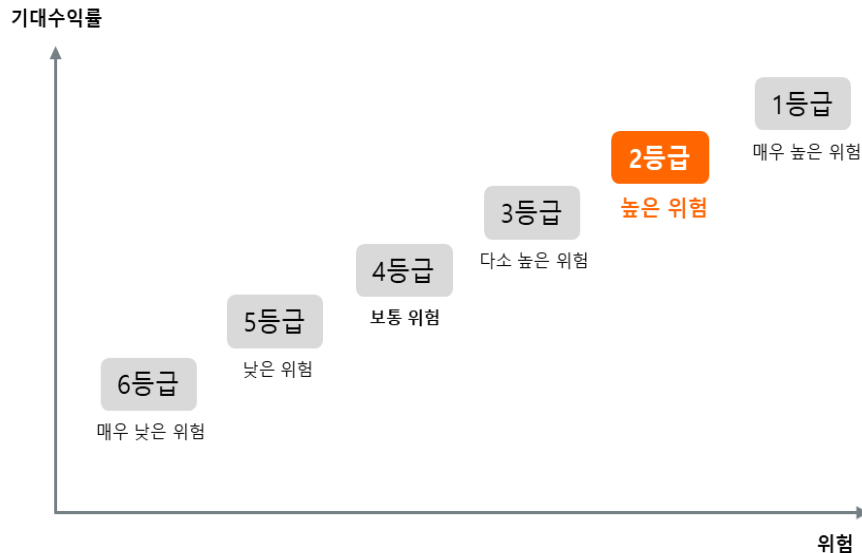 기대수익률
1등급
매우 높은 위험
2등급
높은 위험
3등급
다소 높은 위험
4등급
보통 위험
5등급
낮은 위험
6등급
매우 낮은 위험
위험